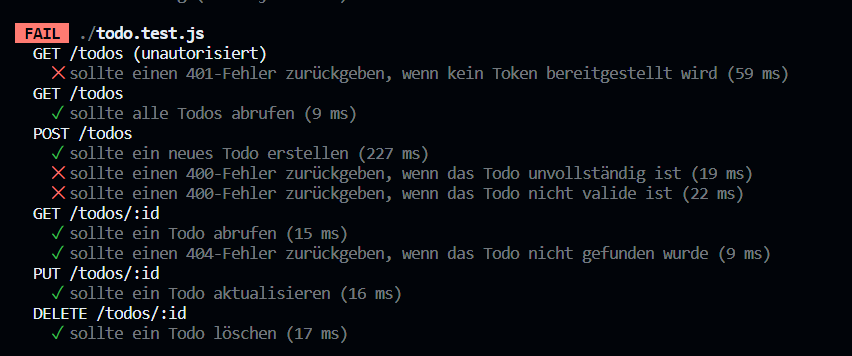 FAIL ./todo.test.js
GET /todos (unautorisiert)
✕ sollte einen 401-Fehler zurückgeben, wenn kein Token bereitgestellt wird (59 ms)
GET /todos
✓ sollte alle Todos abrufen (9 ms)
POST /todos
✓ sollte ein neues Todo erstellen (227 ms)
✕ sollte einen 400-Fehler zurückgeben, wenn das Todo unvollständig ist (19 ms)
✕ sollte einen 400-Fehler zurückgeben, wenn das Todo nicht valide ist (22 ms)
GET /todos/:id
✓ sollte ein Todo abrufen (15 ms)
✓ sollte einen 404-Fehler zurückgeben, wenn das Todo nicht gefunden wurde (9 ms)
PUT /todos/:id
✓ sollte ein Todo aktualisieren (16 ms)
DELETE /todos/:id
✓ sollte ein Todo löschen (17 ms)